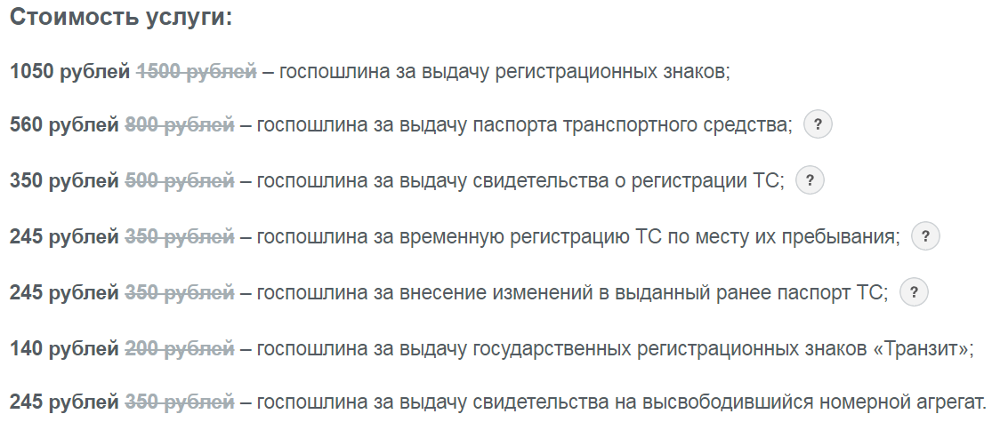 Стоимость услуги:
1050 рублей 1500 рублей – госпошлина за выдачу регистрационных знаков;
560 рублей 800 рублей – госпошлина за выдачу паспорта транспортного средства; ?
350 рублей 500 рублей – госпошлина за выдачу свидетельства о регистрации ТС; ?
245 рублей 350 рублей – госпошлина за временную регистрацию ТС по месту их пребывания; ?
245 рублей 350 рублей – госпошлина за внесение изменений в выданный ранее паспорт ТС; ?
140 рублей 200 рублей – госпошлина за выдачу государственных регистрационных знаков «Транзит»;
245 рублей 350 рублей – госпошлина за выдачу свидетельства на высвободившийся номерной агрегат.